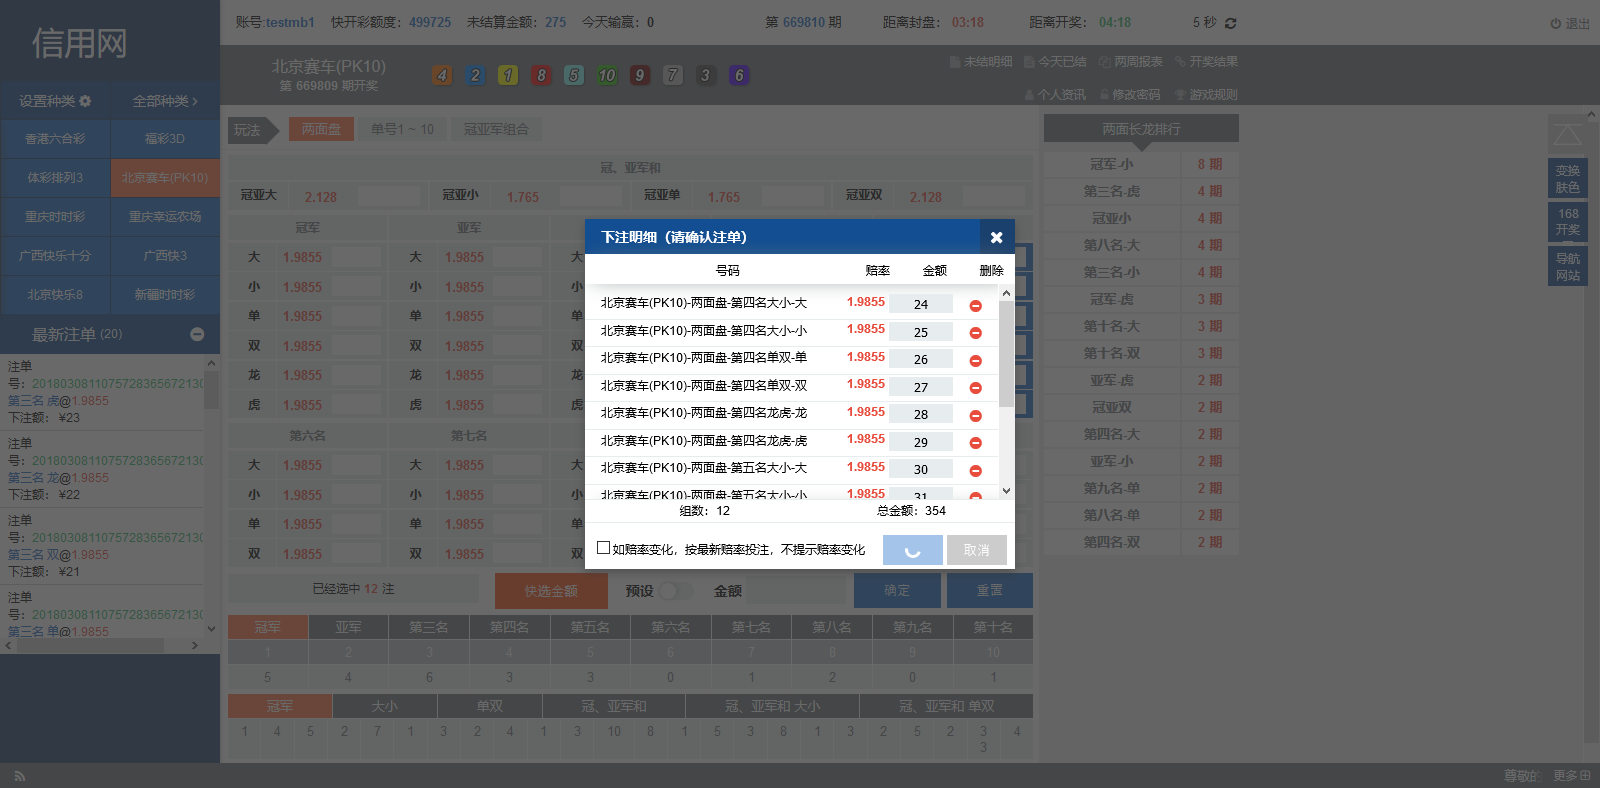 信用网
账号:testmb1 快开彩额度：499725 未结算金额：275 今天输赢：0 第 669810 期 距离封盘：03:18 距离开奖：04:18 5 秒 退出
北京赛车(PK10)
第 669809 期开奖
4 2 1 8 5 10 9 7 3 6
未结明细 今天已结 两周报表 开奖结果
个人资讯 修改密码 游戏规则
设置种类 全部种类
香港六合彩 福彩3D
体彩排列3 北京赛车(PK10)
重庆时时彩 重庆幸运农场
广西快乐十分 广西快3
北京快乐8 新疆时时彩
最新注单 (20)
注单
号：2018030811075728365672130
第三名 虎@1.9855
下注额： ¥23
注单
号：2018030811075728365672130
第三名 龙@1.9855
下注额： ¥22
注单
号：2018030811075728365672130
第三名 双@1.9855
下注额： ¥21
注单
号：2018030811075728365672130
第三名 单@1.9855
玩法 两面盘 单号1 ~ 10 冠亚军组合
冠、亚军和
冠亚大 2.128 冠亚小 1.765 冠亚单 1.765 冠亚双 2.128
冠军 亚军
大 1.9855 大 1.9855 大
小 1.9855 小 1.9855 小
单 1.9855 单 1.9855 单
双 1.9855 双 1.9855 双
龙 1.9855 龙 1.9855 龙
虎 1.9855 虎 1.9855 虎
第六名 第七名
大 1.9855 大 1.9855 大
小 1.9855 小 1.9855 小
单 1.9855 单 1.9855 单
双 1.9855 双 1.9855 双
下注明细（请确认注单）
号码 赔率 金额 删除
北京赛车(PK10)-两面盘-第四名大小-大 1.9855 24
北京赛车(PK10)-两面盘-第四名大小-小 1.9855 25
北京赛车(PK10)-两面盘-第四名单双-单 1.9855 26
北京赛车(PK10)-两面盘-第四名单双-双 1.9855 27
北京赛车(PK10)-两面盘-第四名龙虎-龙 1.9855 28
北京赛车(PK10)-两面盘-第四名龙虎-虎 1.9855 29
北京赛车(PK10)-两面盘-第五名大小-大 1.9855 30
北京赛车(PK10)-两面盘-第五名大小-小 1.9855 31
组数：12 总金额：354
如赔率变化，按最新赔率投注，不提示赔率变化 取消
已经选中 12 注 快选金额 预设 金额 确定 重置
冠军 亚军 第三名 第四名 第五名 第六名 第七名 第八名 第九名 第十名
1 2 3 4 5 6 7 8 9 10
5 4 6 3 3 0 1 2 0 1
冠军 大小 单双 冠、亚军和 冠、亚军和 大小 冠、亚军和 单双
1 4 5 2 7 1 3 2 4 1 3 10 8 1 5 3 8 1 3 2 5 2 3 4
3
两面长龙排行
冠军-小 8 期
第三名-虎 4 期
冠亚小 4 期
第八名-大 4 期
第三名-小 4 期
冠军-虎 3 期
第十名-大 3 期
第十名-双 3 期
亚军-虎 2 期
冠亚双 2 期
第四名-大 2 期
亚军-小 2 期
第九名-单 2 期
第八名-单 2 期
第四名-双 2 期
变换
肤色
168
开奖
导航
网站
尊敬的 更多